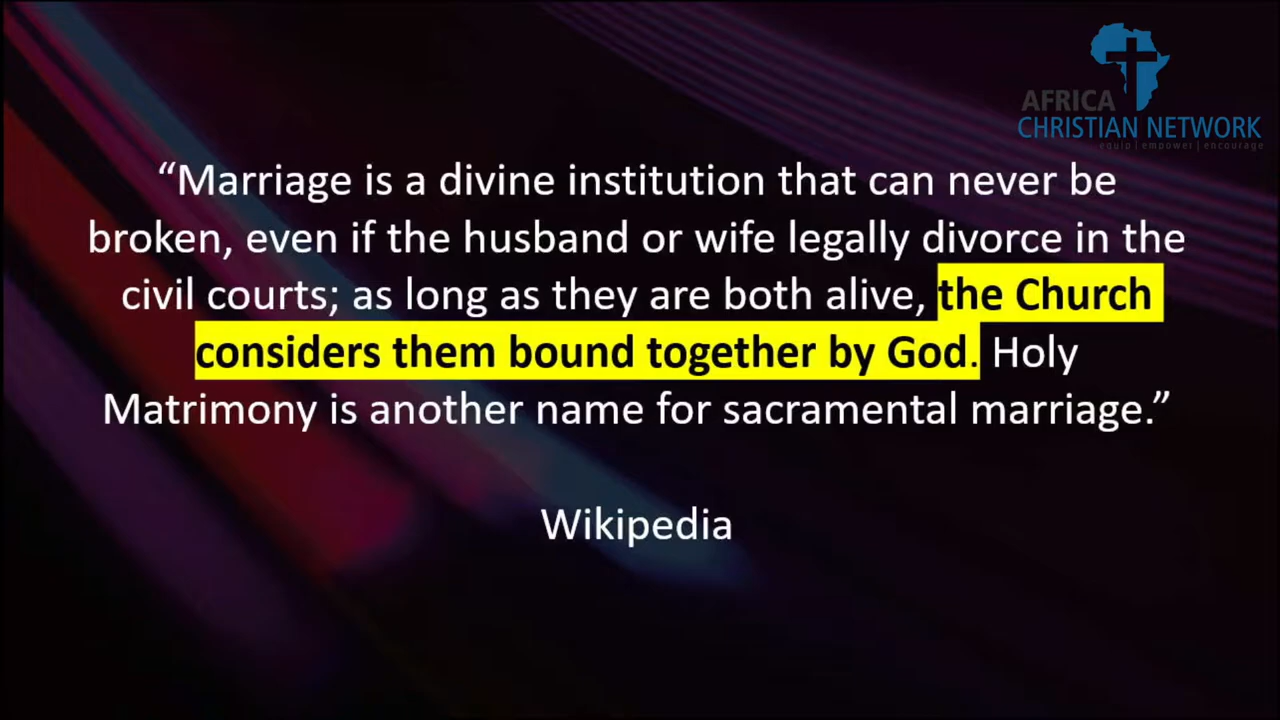 AFRICA
CHRISTIAN NETWORK
equip | empower | encourage
“Marriage is a divine institution that can never be
broken, even if the husband or wife legally divorce in the
civil courts; as long as they are both alive, the Church
considers them bound together by God. Holy
Matrimony is another name for sacramental marriage.”
Wikipedia